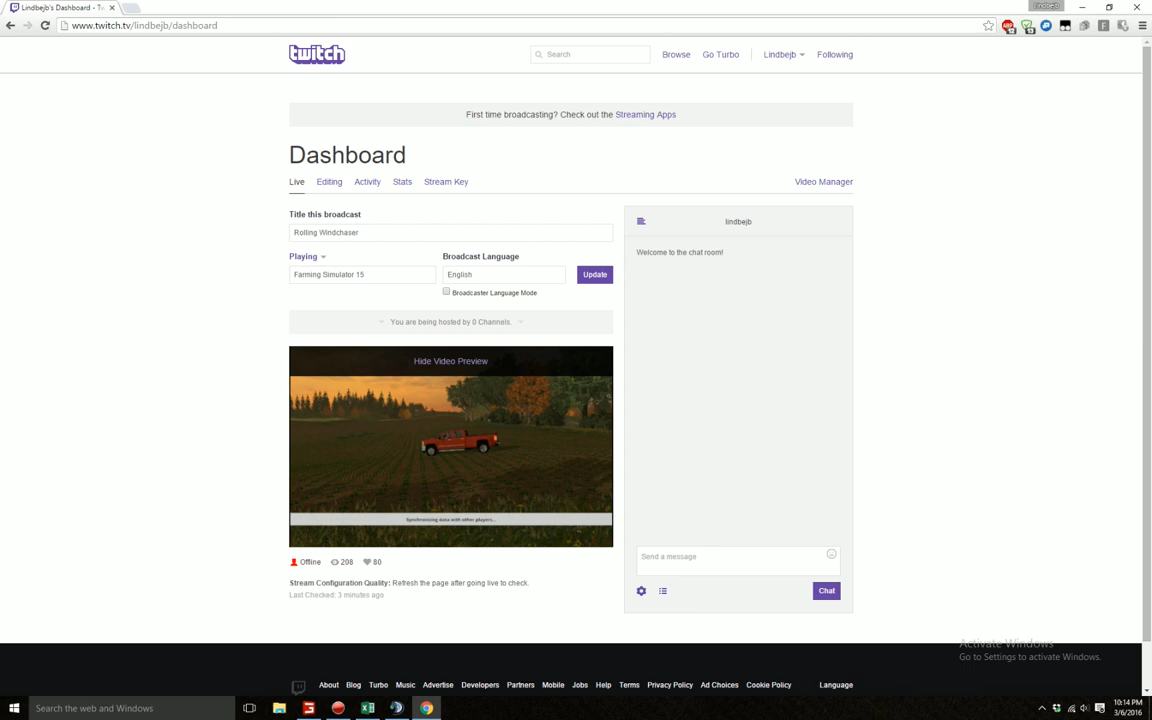 Lindbejb's Dashboard - Tw
lindbejb
www.twitch.tv/lindbejb/dashboard
twitch
Search
Browse
Go Turbo
Lindbejb
Following
First time broadcasting? Check out the Streaming Apps
Dashboard
Live
Editing
Activity
Stats
Stream Key
Video Manager
Title this broadcast
Rolling Windchaser
Playing
Broadcast Language
Farming Simulator 15
English
Update
Broadcaster Language Mode
You are being hosted by 0 Channels.
Hide Video Preview
Synchronising data with other players...
Offline
208
80
Stream Configuration Quality: Refresh the page after going live to check.
Last Checked: 3 minutes ago
lindbejb
Welcome to the chat room!
Send a message
Chat
Activate Windows
Go to Settings to activate Windows.
About
Blog
Turbo
Music
Advertise
Developers
Partners
Mobile
Jobs
Help
Terms
Privacy Policy
Ad Choices
Cookie Policy
Language
Search the web and Windows
10:14 PM
3/6/2016